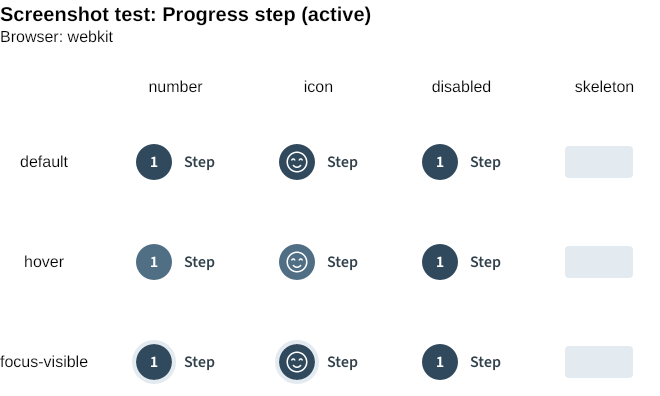 Screenshot test: Progress step (active)
Browser: webkit
number icon disabled skeleton
default 1 Step Step 1 Step
hover 1 Step Step 1 Step
focus-visible 1 Step Step 1 Step